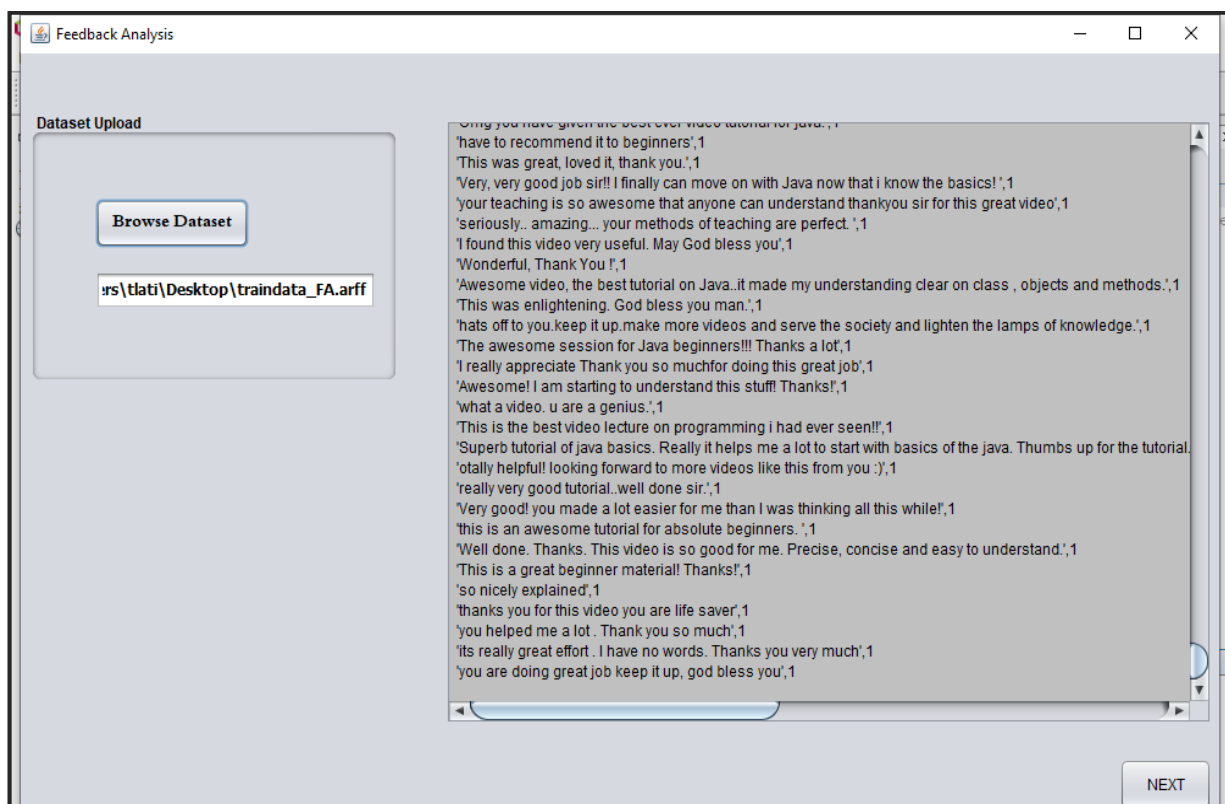 Feedback Analysis
Dataset Upload
Browse Dataset
ers\tlati\Desktop\traindata_FA.arff
'Omg you have given the best ever video tutorial for java.',1
'have to recommend it to beginners',1
'This was great, loved it, thank you.',1
'Very, very good job sir!! I finally can move on with Java now that i know the basics! ',1
'your teaching is so awesome that anyone can understand thankyou sir for this great video',1
'seriously.. amazing... your methods of teaching are perfect. ',1
'I found this video very useful. May God bless you',1
'Wonderful, Thank You !',1
'Awesome video, the best tutorial on Java..it made my understanding clear on class , objects and methods.',1
'This was enlightening. God bless you man.',1
'hats off to you.keep it up.make more videos and serve the society and lighten the lamps of knowledge.',1
'The awesome session for Java beginners!!! Thanks a lot',1
'I really appreciate Thank you so muchfor doing this great job',1
'Awesome! I am starting to understand this stuff! Thanks!',1
'what a video. u are a genius.',1
'This is the best video lecture on programming i had ever seen!!',1
'Superb tutorial of java basics. Really it helps me a lot to start with basics of the java. Thumbs up for the tutorial.
'otally helpful! looking forward to more videos like this from you :)',1
'really very good tutorial..well done sir.',1
'Very good! you made a lot easier for me than I was thinking all this while!',1
'this is an awesome tutorial for absolute beginners. ',1
'Well done. Thanks. This video is so good for me. Precise, concise and easy to understand.',1
'This is a great beginner material! Thanks!',1
'so nicely explained',1
'thanks you for this video you are life saver',1
'you helped me a lot . Thank you so much',1
'its really great effort . I have no words. Thanks you very much',1
'you are doing great job keep it up, god bless you',1
NEXT